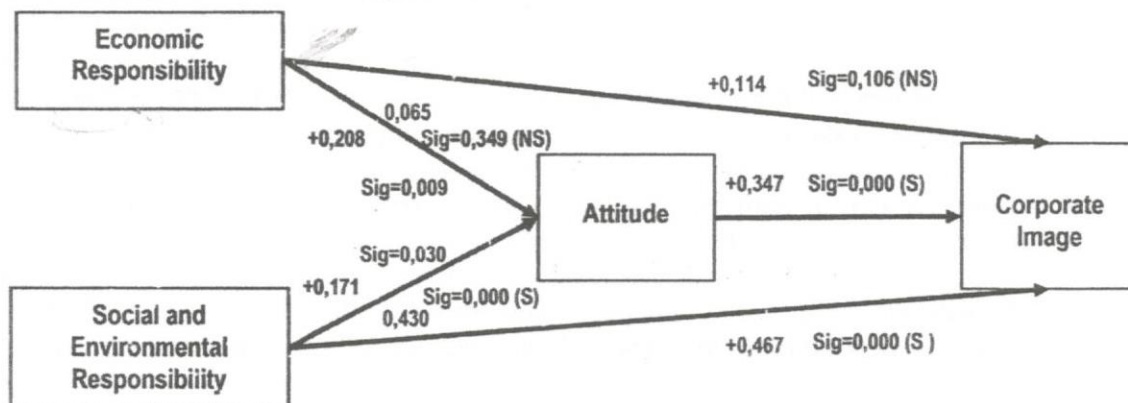 Economic
Responsibility
+0,114
Sig=0,106 (NS)
0,065
+0,208
Sig=0,349 (NS)
Sig=0,009
Attitude
+0,347
Sig=0,000 (S)
Corporate
Image
Sig=0,030
+0,171
Sig=0,000 (S)
0,430
Social and
Environmental
Responsibiiity
+0,467
Sig=0,000 (S )